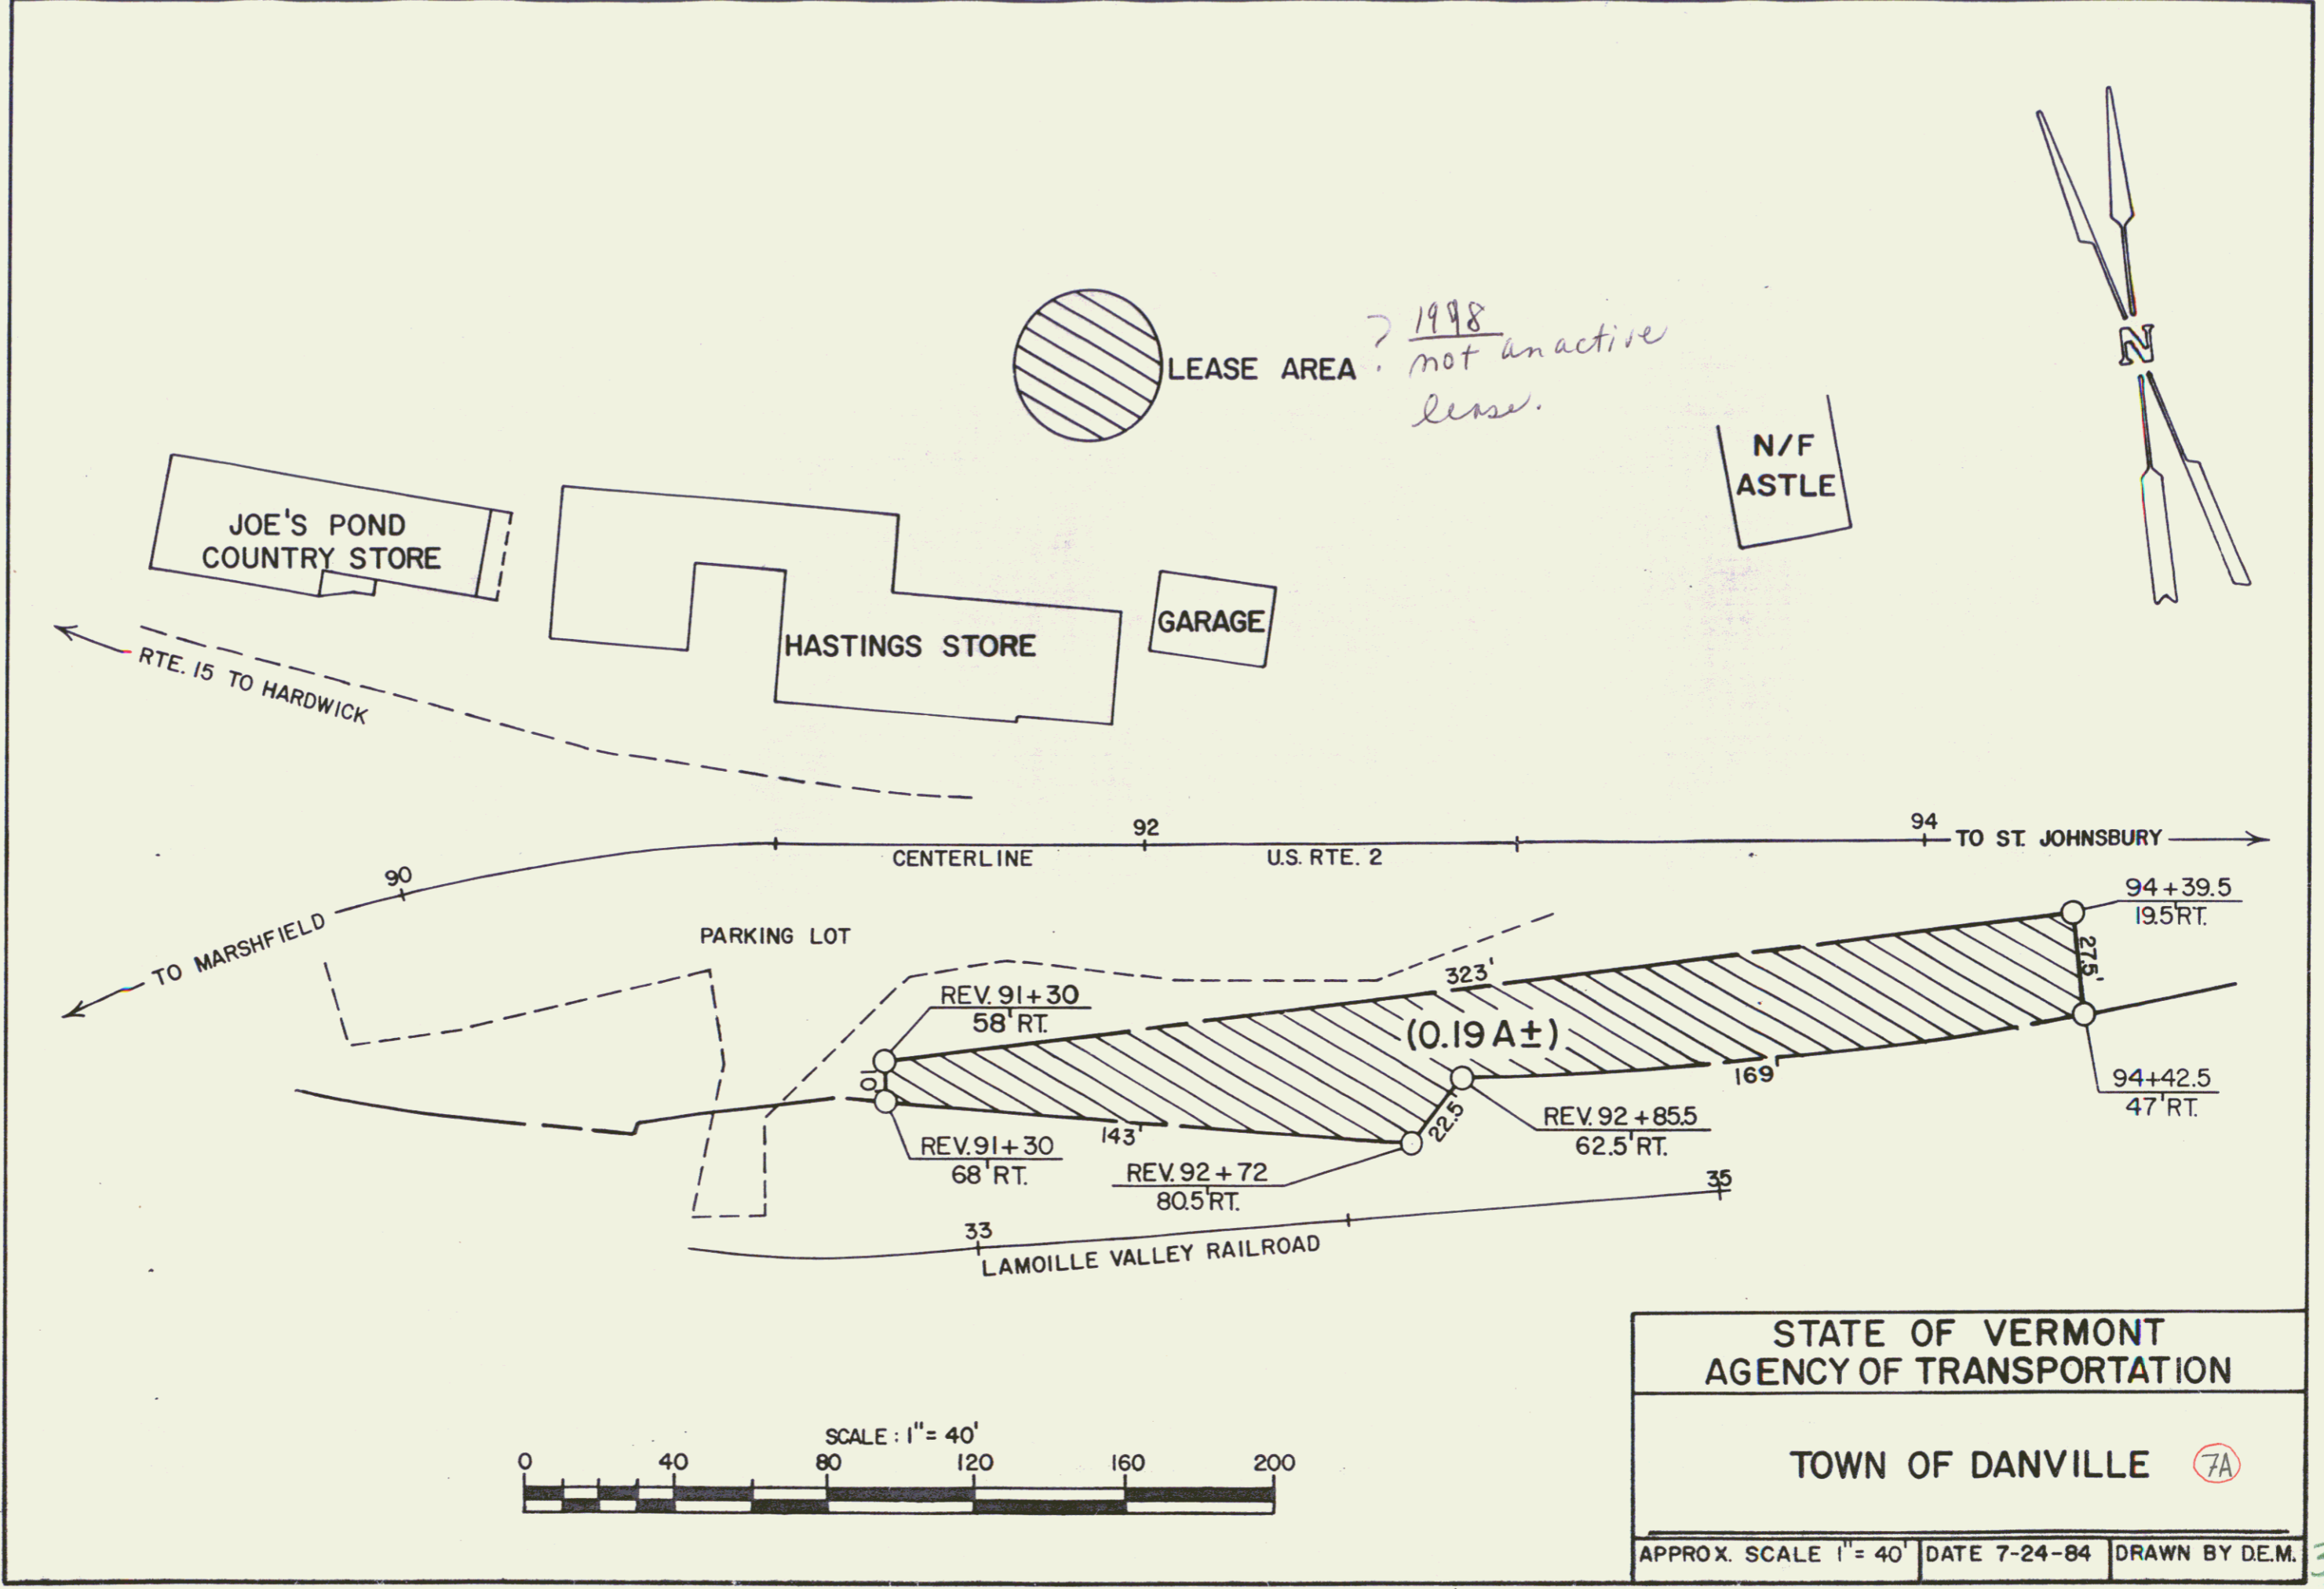 ? 1998
LEASE AREA
not an active
lease.
N
N/F
ASTLE
JOE'S POND
COUNTRY STORE
HASTINGS STORE
GARAGE
RTE. 15 TO HARDWICK
92
94
TO ST. JOHNSBURY
CENTERLINE
U.S. RTE. 2
90
TO MARSHFIELD
PARKING LOT
94+39.5
19.5'RT.
27.5'
323'
REV. 91+30
58'RT.
(0.19 A±)
10'
169'
94+42.5
47'RT.
22.5'
REV. 92+85.5
62.5'RT.
143'
REV. 91+30
68'RT.
REV. 92+72
80.5'RT.
35
33
LAMOILLE VALLEY RAILROAD
STATE OF VERMONT
AGENCY OF TRANSPORTATION
TOWN OF DANVILLE 7A
SCALE: 1"= 40'
0 40 80 120 160 200
APPROX. SCALE 1"= 40' DATE 7-24-84 DRAWN BY D.E.M.